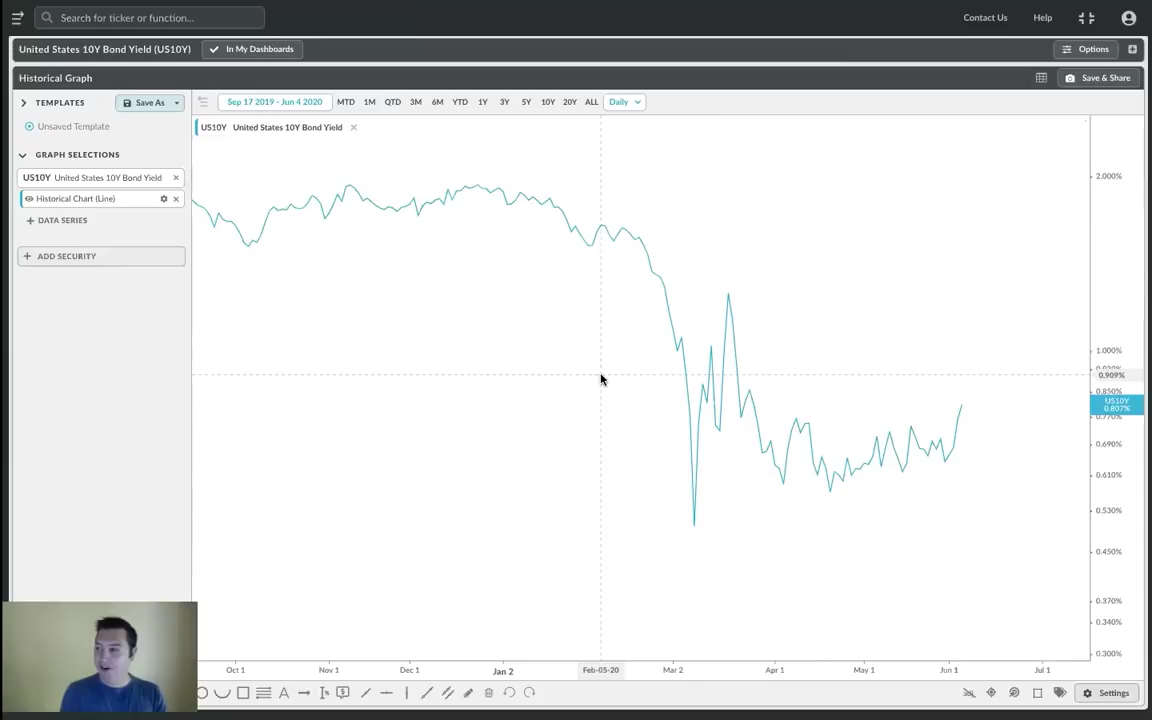 Search for ticker or function...
Contact Us
Help
United States 10Y Bond Yield (US10Y)
In My Dashboards
Options
Historical Graph
Save & Share
TEMPLATES
Save As
Sep 17 2019 - Jun 4 2020
MTD 1M QTD 3M 6M YTD 1Y 3Y 5Y 10Y 20Y ALL
Daily
Unsaved Template
US10Y United States 10Y Bond Yield
GRAPH SELECTIONS
US10Y United States 10Y Bond Yield
Historical Chart (Line)
DATA SERIES
ADD SECURITY
2.000%
1.000%
0.909%
0.850%
US10Y
0.807%
0.770%
0.690%
0.610%
0.530%
0.450%
0.370%
0.340%
0.300%
Oct 1 Nov 1 Dec 1 Jan 2 Feb-05-20 Mar 2 Apr 1 May 1 Jun 1 Jul 1
Settings